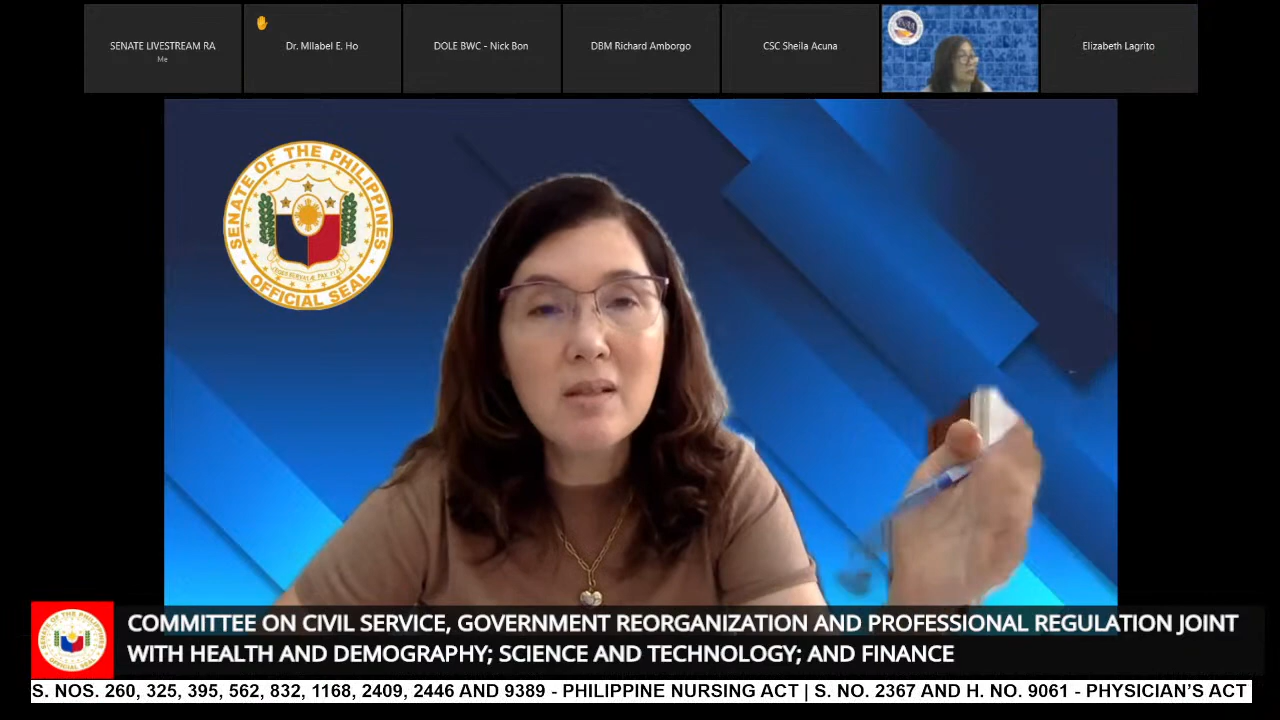 SENATE LIVESTREAM RA
Me
Dr. Milabel E. Ho
DOLE BWC - Nick Bon
DBM Richard Amborgo
CSC Sheila Acuna
Elizabeth Lagrito
SENATE OF THE PHILIPPINES
OFFICIAL SEAL
COMMITTEE ON CIVIL SERVICE, GOVERNMENT REORGANIZATION AND PROFESSIONAL REGULATION JOINT
WITH HEALTH AND DEMOGRAPHY; SCIENCE AND TECHNOLOGY; AND FINANCE
S. NOS. 260, 325, 395, 562, 832, 1168, 2409, 2446 AND 9389 - PHILIPPINE NURSING ACT | S. NO. 2367 AND H. NO. 9061 - PHYSICIAN'S ACT